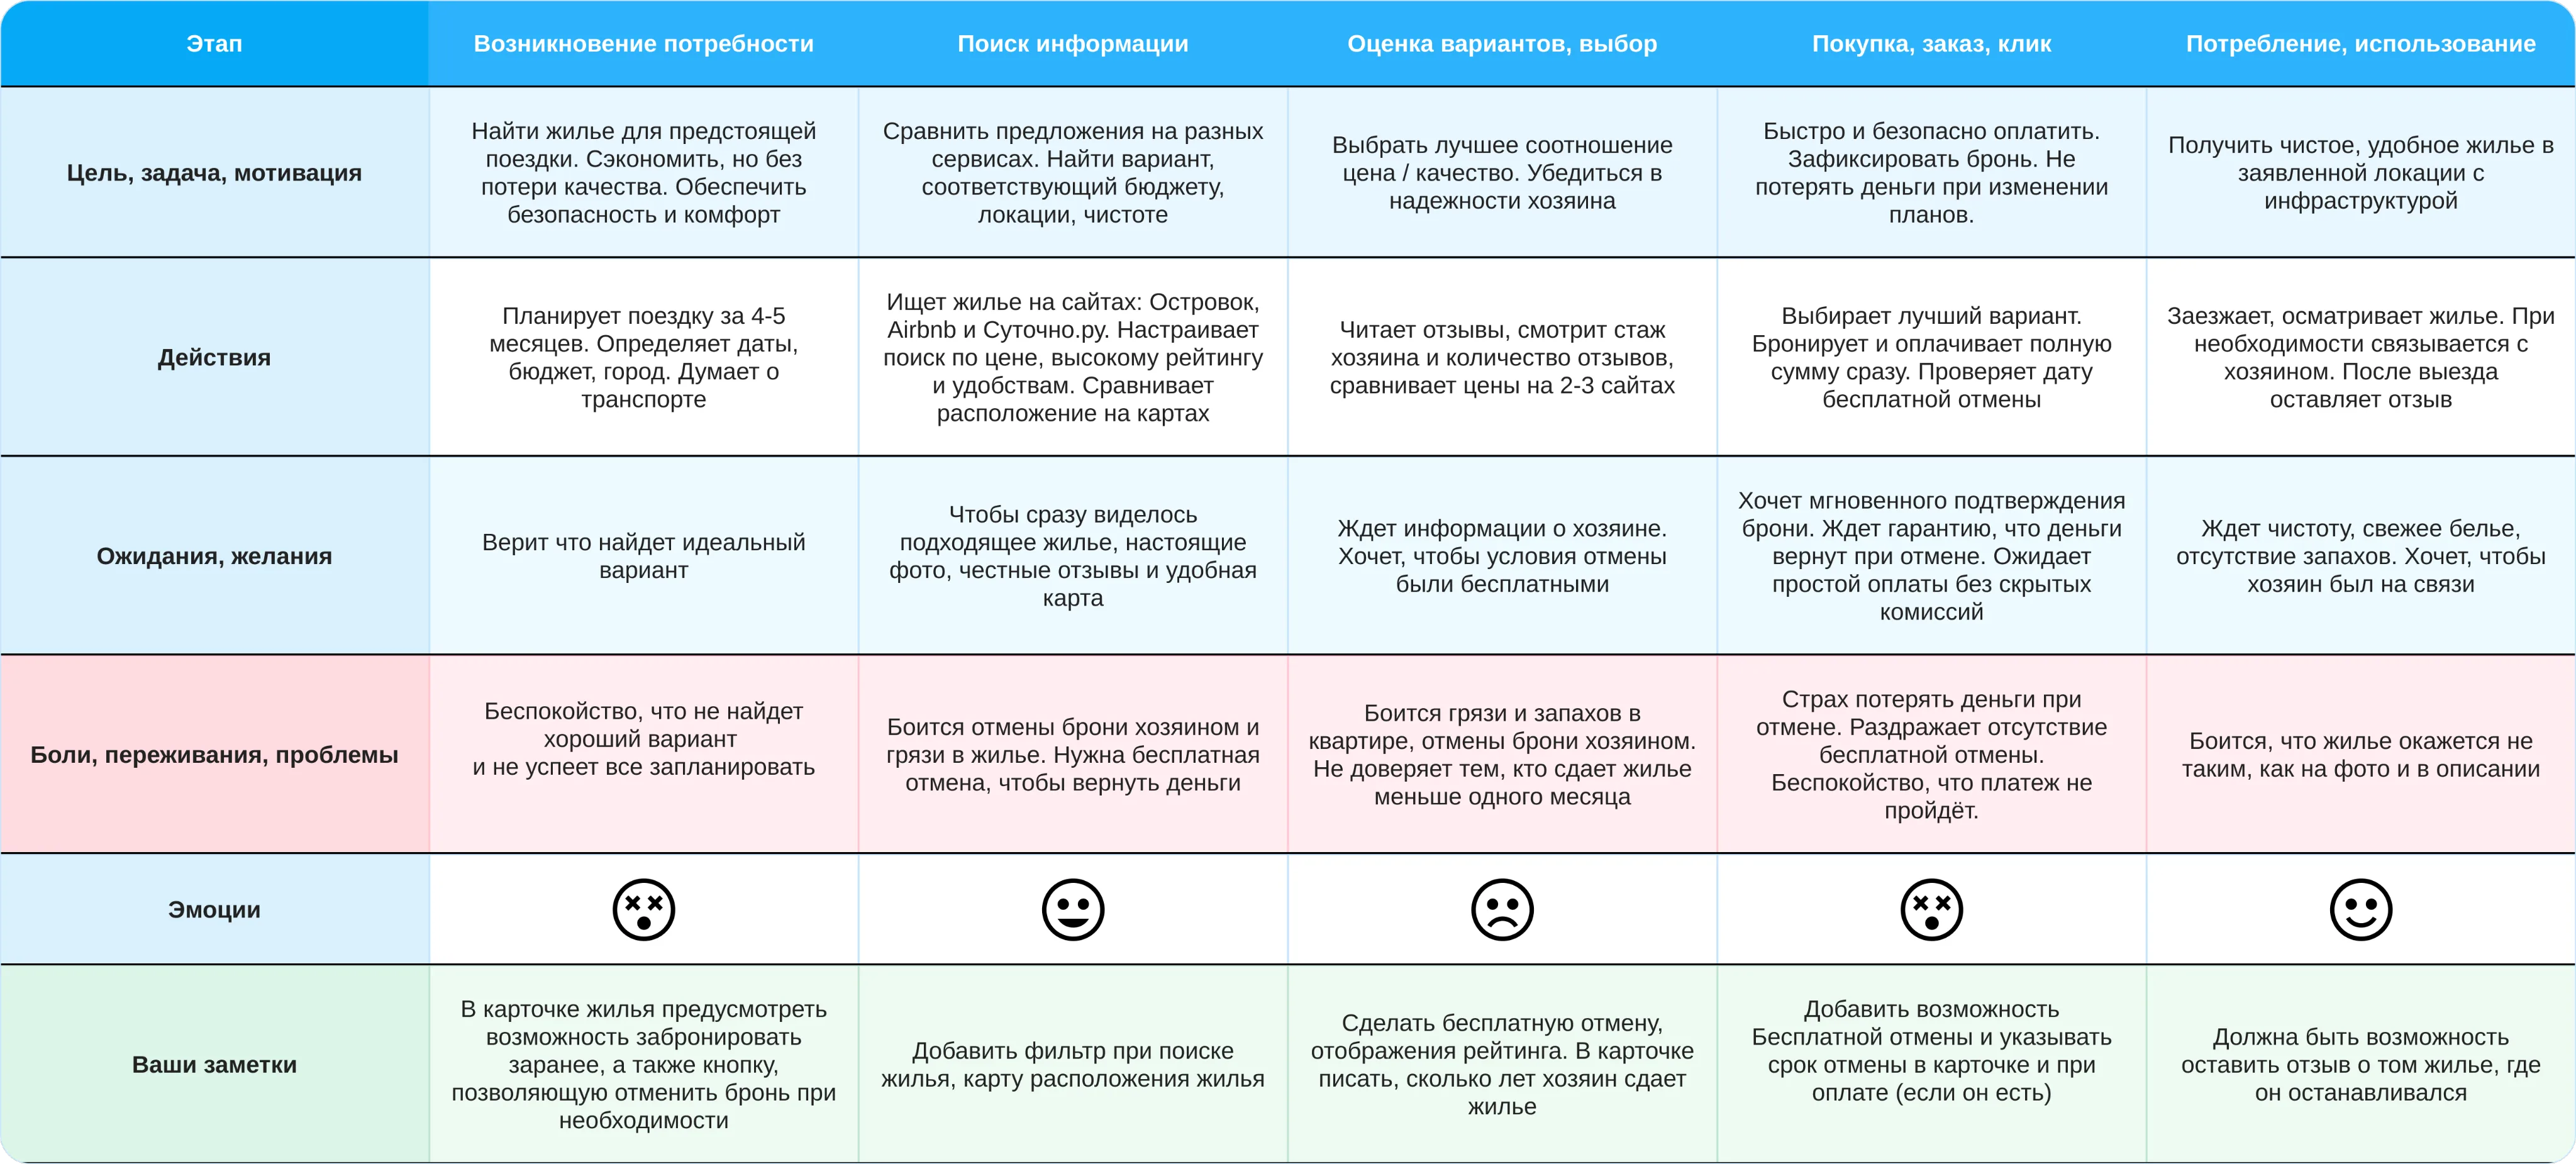 Этап
Возникновение потребности
Поиск информации
Оценка вариантов, выбор
Покупка, заказ, клик
Потребление, использование
Цель, задача, мотивация
Найти жилье для предстоящей
поездки. Сэкономить, но без
потери качества. Обеспечить
безопасность и комфорт
Сравнить предложения на разных
сервисах. Найти вариант,
соответствующий бюджету,
локации, чистоте
Выбрать лучшее соотношение
цена / качество. Убедиться в
надежности хозяина
Быстро и безопасно оплатить.
Зафиксировать бронь. Не
потерять деньги при изменении
планов.
Получить чистое, удобное жилье в
заявленной локации с
инфраструктурой
Действия
Планирует поездку за 4-5
месяцев. Определяет даты,
бюджет, город. Думает о
транспорте
Ищет жилье на сайтах: Островок,
Airbnb и Суточно.ру. Настраивает
поиск по цене, высокому рейтингу
и удобствам. Сравнивает
расположение на картах
Читает отзывы, смотрит стаж
хозяина и количество отзывов,
сравнивает цены на 2-3 сайтах
Выбирает лучший вариант.
Бронирует и оплачивает полную
сумму сразу. Проверяет дату
бесплатной отмены
Заезжает, осматривает жилье. При
необходимости связывается с
хозяином. После выезда
оставляет отзыв
Ожидания, желания
Верит что найдет идеальный
вариант
Чтобы сразу виделось
подходящее жилье, настоящие
фото, честные отзывы и удобная
карта
Ждет информации о хозяине.
Хочет, чтобы условия отмены
были бесплатными
Хочет мгновенного подтверждения
брони. Ждет гарантию, что деньги
вернут при отмене. Ожидает
простой оплаты без скрытых
комиссий
Ждет чистоту, свежее белье,
отсутствие запахов. Хочет, чтобы
хозяин был на связи
Боли, переживания, проблемы
Беспокойство, что не найдет
хороший вариант
и не успеет все запланировать
Боится отмены брони хозяином и
грязи в жилье. Нужна бесплатная
отмена, чтобы вернуть деньги
Боится грязи и запахов в
квартире, отмены брони хозяином.
Не доверяет тем, кто сдает жилье
меньше одного месяца
Страх потерять деньги при
отмене. Раздражает отсутствие
бесплатной отмены.
Беспокойство, что платеж не
пройдёт.
Боится, что жилье окажется не
таким, как на фото и в описании
Эмоции
Ваши заметки
В карточке жилья предусмотреть
возможность забронировать
заранее, а также кнопку,
позволяющую отменить бронь при
необходимости
Добавить фильтр при поиске
жилья, карту расположения жилья
Сделать бесплатную отмену,
отображения рейтинга. В карточке
писать, сколько лет хозяин сдает
жилье
Добавить возможность
Бесплатной отмены и указывать
срок отмены в карточке и при
оплате (если он есть)
Должна быть возможность
оставить отзыв о том жилье, где
он останавливался